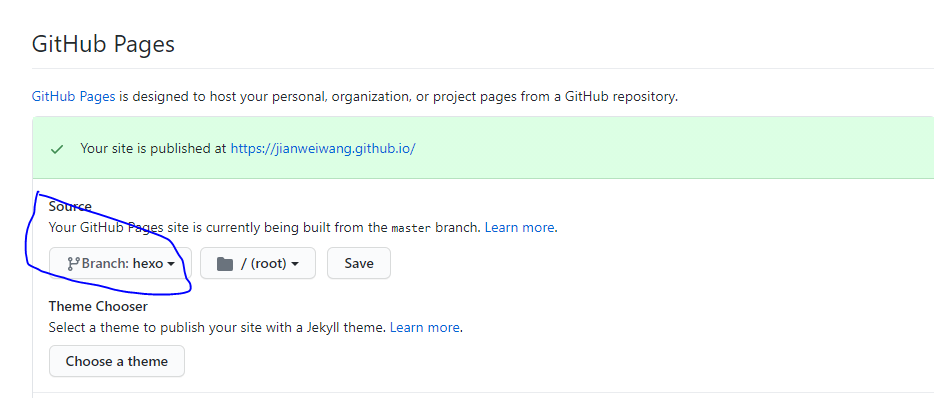 GitHub Pages
GitHub Pages is designed to host your personal, organization, or project pages from a GitHub repository.
Your site is published at https://jianweiwang.github.io/
Source
Your GitHub Pages site is currently being built from the master branch. Learn more.
Branch: hexo / (root) Save
Theme Chooser
Select a theme to publish your site with a Jekyll theme. Learn more.
Choose a theme